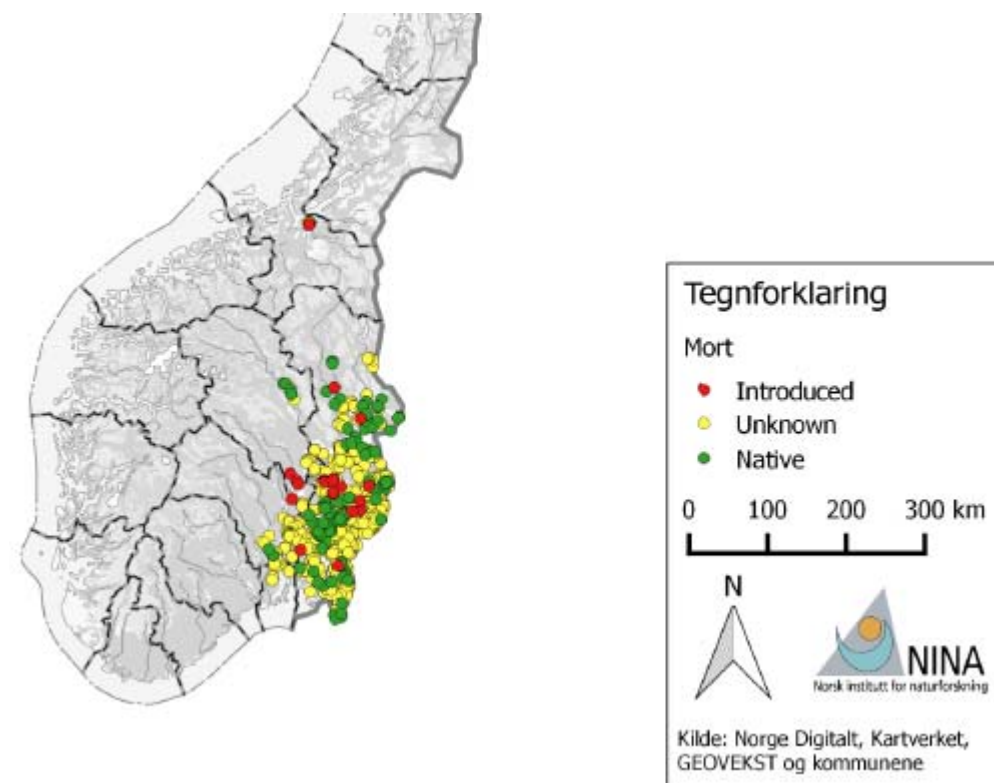 Tegnforklaring
Mort
Introduced
Unknown
Native
0 100 200 300 km
N
NINA
Norsk institutt for naturforskning
Kilde: Norge Digitalt, Kartverket,
GEOVEKST og kommunene